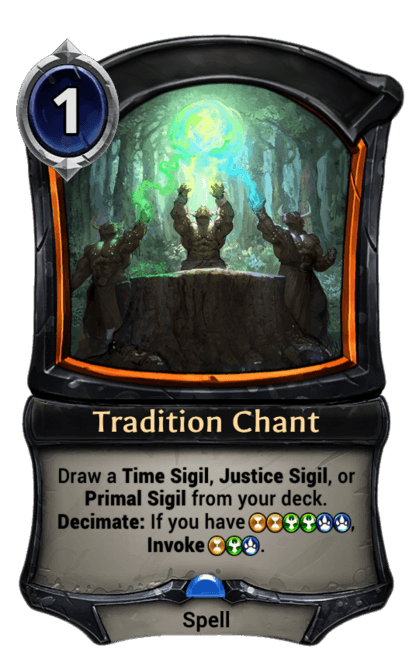 1
Tradition Chant
Draw a Time Sigil, Justice Sigil, or
Primal Sigil from your deck.
Decimate: If you have ,
Invoke .
Spell